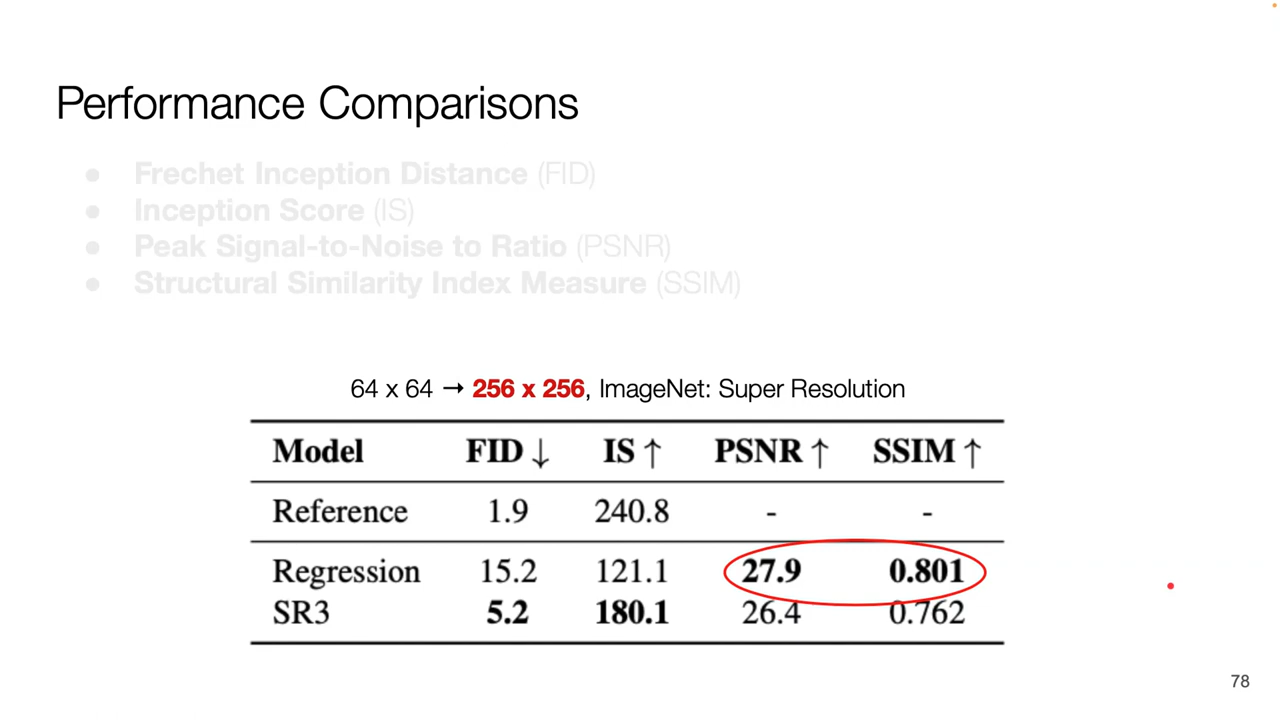 Performance Comparisons
● Frechet Inception Distance (FID)
● Inception Score (IS)
● Peak Signal-to-Noise to Ratio (PSNR)
● Structural Similarity Index Measure (SSIM)
64 x 64 → 256 x 256, ImageNet: Super Resolution
Model FID ↓ IS ↑ PSNR ↑ SSIM ↑
Reference 1.9 240.8 - -
Regression 15.2 121.1 27.9 0.801
SR3 5.2 180.1 26.4 0.762
78